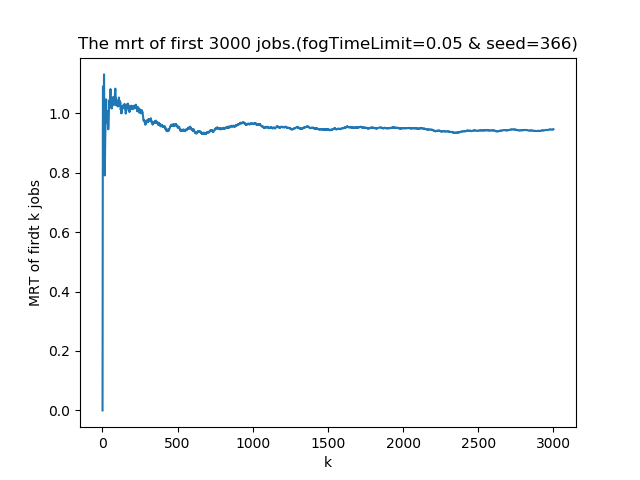 The mrt of first 3000 jobs.(fogTimeLimit=0.05 & seed=366)
1.0
0.8
0.6
0.4
0.2
0.0
MRT of firdt k jobs
0 500 1000 1500 2000 2500 3000
k